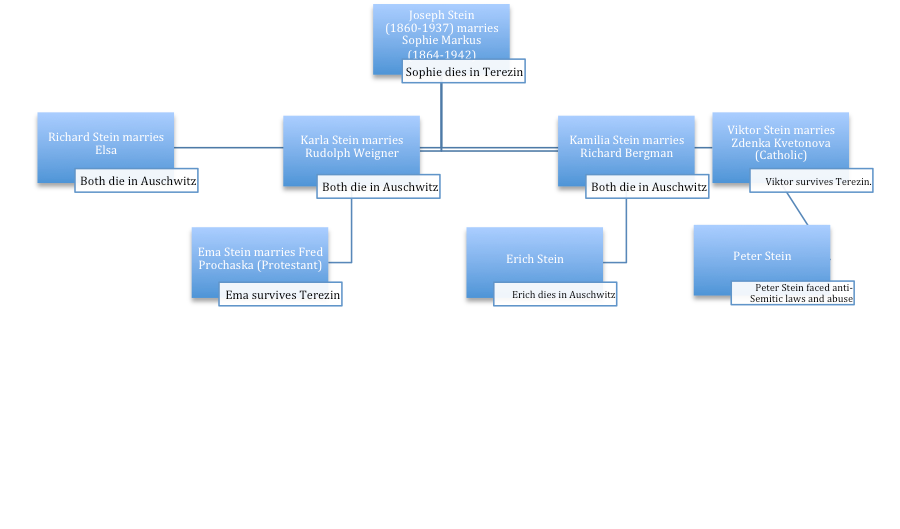 Joseph Stein
(1860-1937) marries
Sophie Markus
(1864-1942)
Sophie dies in Terezin
Richard Stein marries
Elsa
Both die in Auschwitz
Karla Stein marries
Rudolph Weigner
Both die in Auschwitz
Kamilia Stein marries
Richard Bergman
Both die in Auschwitz
Viktor Stein marries
Zdenka Kvetonova
(Catholic)
Viktor survives Terezin.
Ema Stein marries Fred
Prochaska (Protestant)
Ema survives Terezin
Erich Stein
Erich dies in Auschwitz
Peter Stein
Peter Stein faced anti-
Semitic laws and abuse